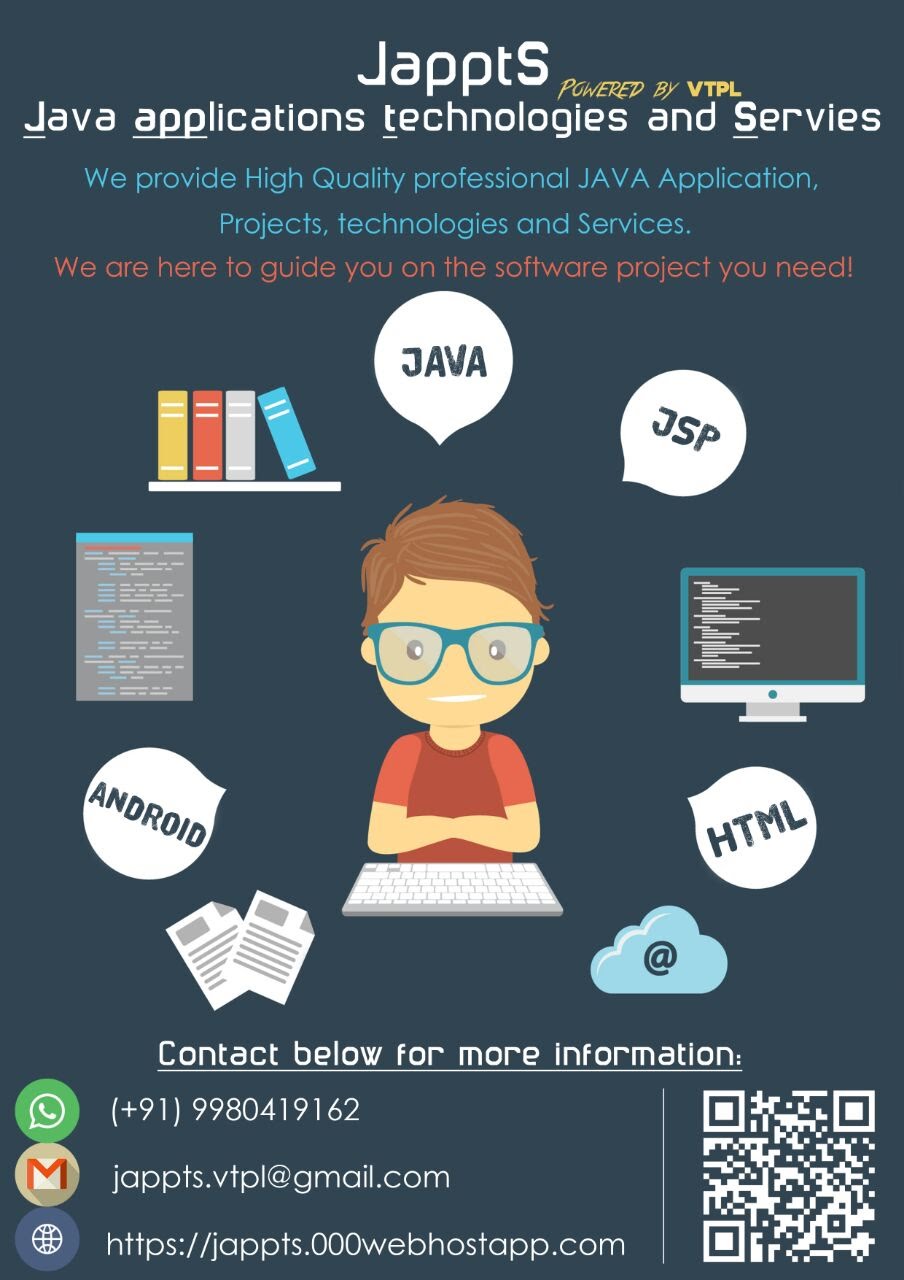 JapptS
Powered by VTPL
Java applications technologies and Servies
We provide High Quality professional JAVA Application,
Projects, technologies and Services.
We are here to guide you on the software project you need!
JAVA
JSP
ANDROID
HTML
@
Contact below for more information:
(+91) 9980419162
jappts.vtpl@gmail.com
https://jappts.000webhostapp.com